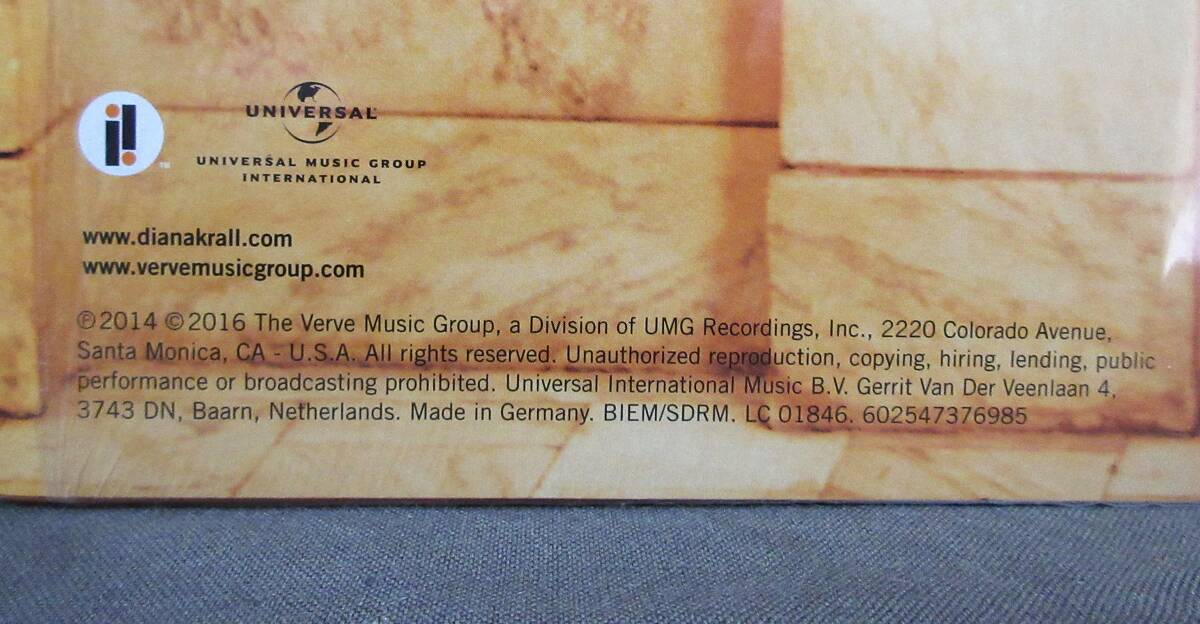 UNIVERSAL
UNIVERSAL MUSIC GROUP
INTERNATIONAL
™
www.dianakrall.com
www.vervemusicgroup.com
℗2014 ©2016 The Verve Music Group, a Division of UMG Recordings, Inc., 2220 Colorado Avenue,
Santa Monica, CA - U.S.A. All rights reserved. Unauthorized reproduction, copying, hiring, lending, public
performance or broadcasting prohibited. Universal International Music B.V. Gerrit Van Der Veenlaan 4,
3743 DN, Baarn, Netherlands. Made in Germany. BIEM/SDRM. LC 01846. 602547376985